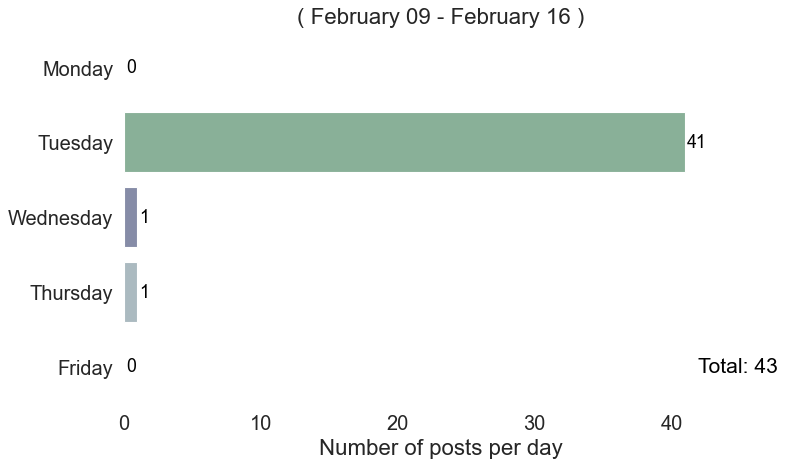 ( February 09 - February 16 )
Monday 0
Tuesday 41
Wednesday 1
Thursday 1
Friday 0
Total: 43
0 10 20 30 40
Number of posts per day